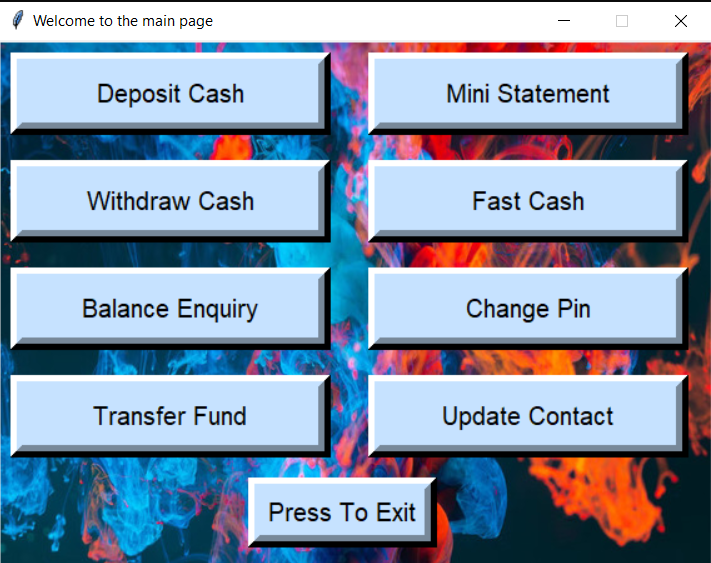 Welcome to the main page
Deposit Cash
Mini Statement
Withdraw Cash
Fast Cash
Balance Enquiry
Change Pin
Transfer Fund
Update Contact
Press To Exit